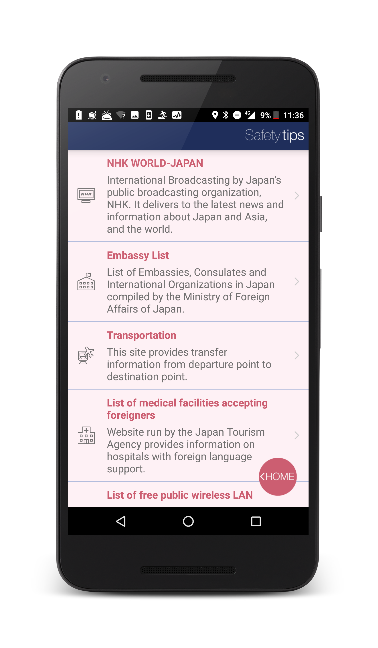 9% 11:36
Safetytips
NHK WORLD-JAPAN
International Broadcasting by Japan's
public broadcasting organization,
NHK. It delivers to the latest news and
information about Japan and Asia,
and the world.
Embassy List
List of Embassies, Consulates and
International Organizations in Japan
compiled by the Ministry of Foreign
Affairs of Japan.
Transportation
This site provides transfer
information from departure point to
destination point.
List of medical facilities accepting
foreigners
Website run by the Japan Tourism
Agency provides information on
hospitals with foreign language
support.
HOME
List of free public wireless LAN